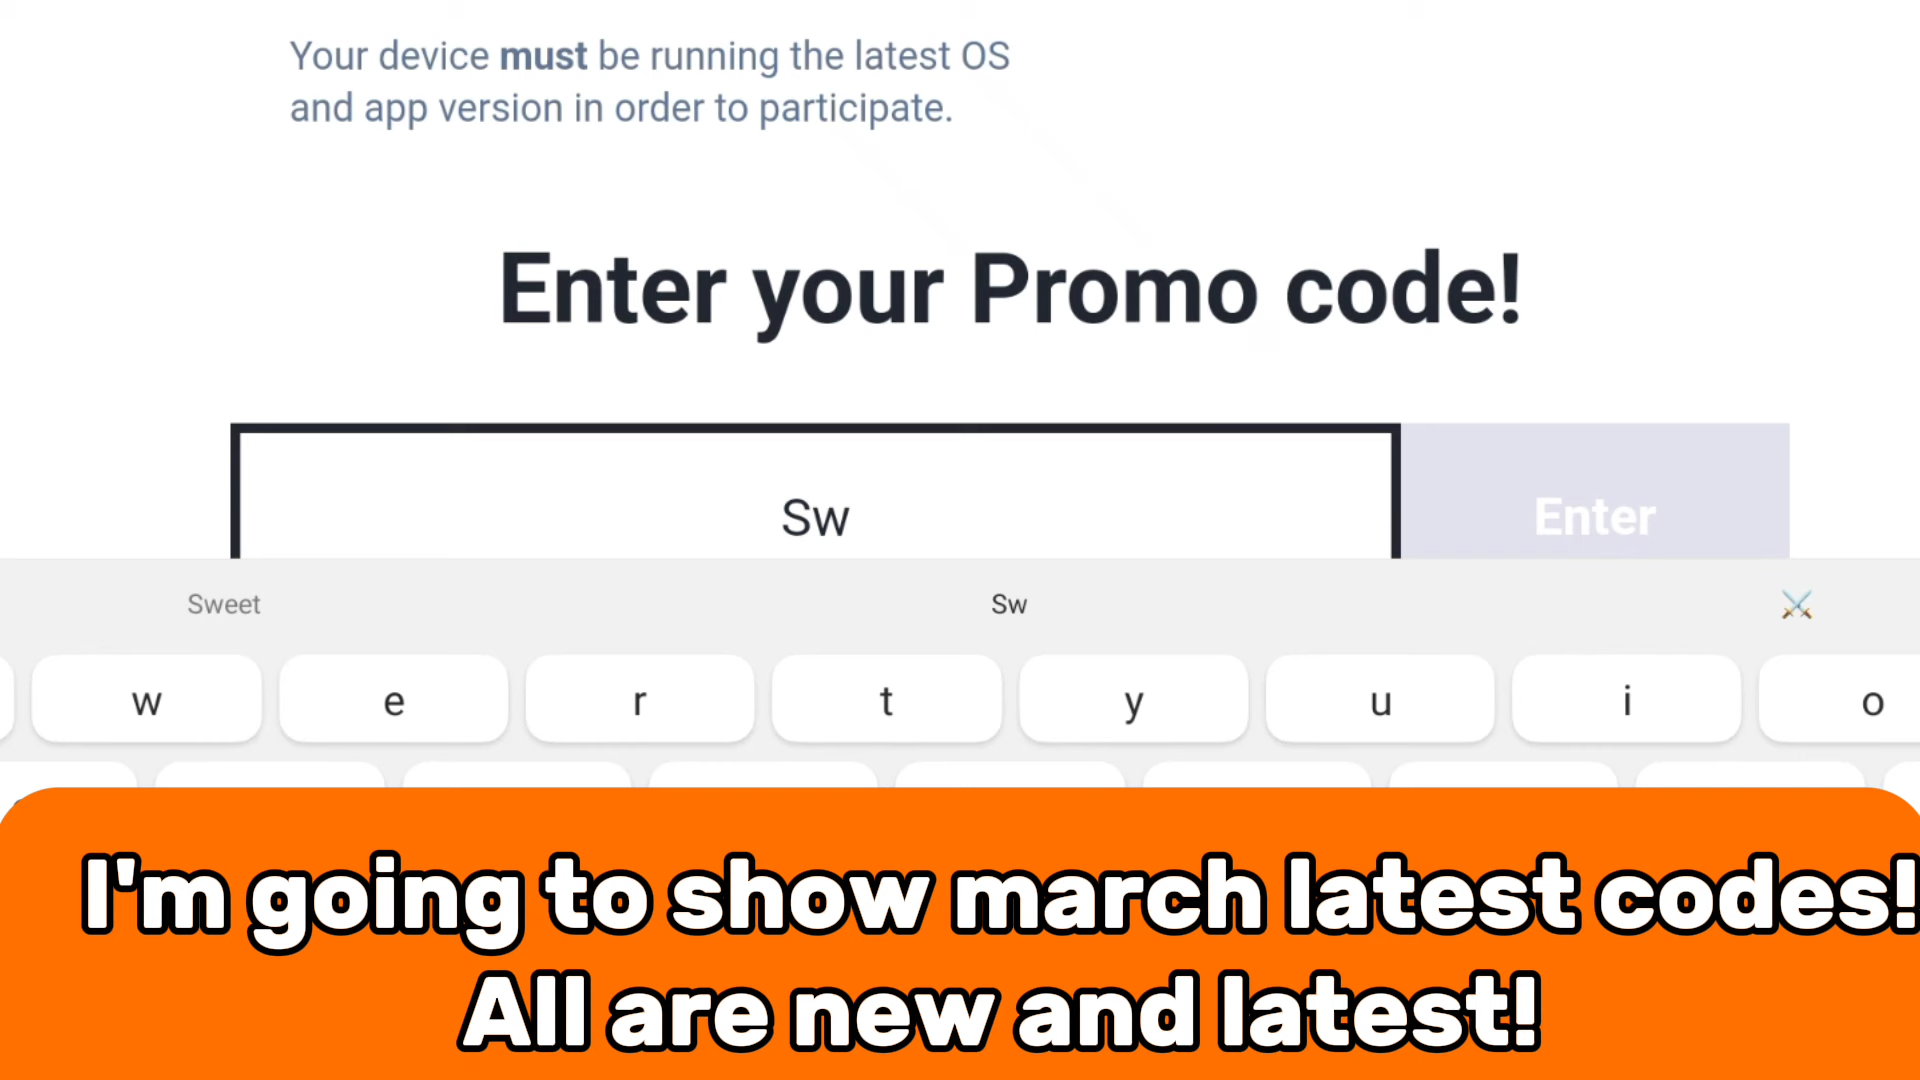 Your device must be running the latest OS
and app version in order to participate.
Enter your Promo code!
Sw Enter
Sweet Sw
w e r t y u i o
I'm going to show march latest codes!
All are new and latest!